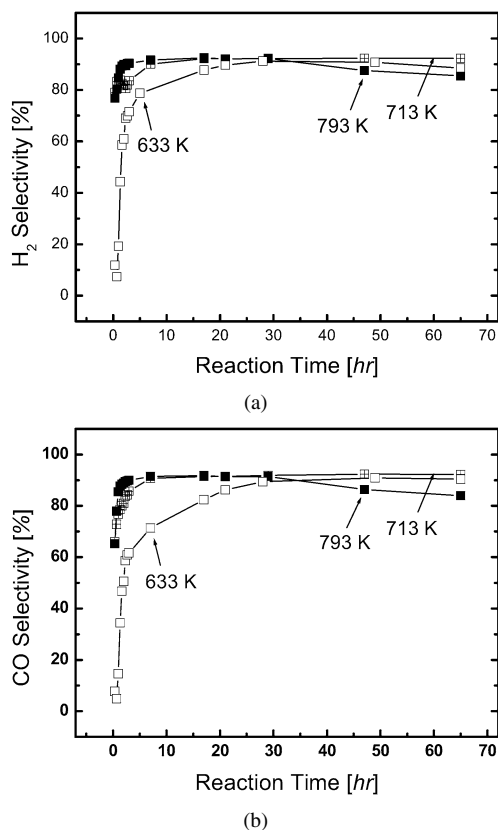 100
80
60
40
20
0
H₂ Selectivity [%]
633 K
793 K
713 K
0 10 20 30 40 50 60 70
Reaction Time [hr]
(a)
100
80
60
40
20
0
CO Selectivity [%]
633 K
793 K
713 K
0 10 20 30 40 50 60 70
Reaction Time [hr]
(b)